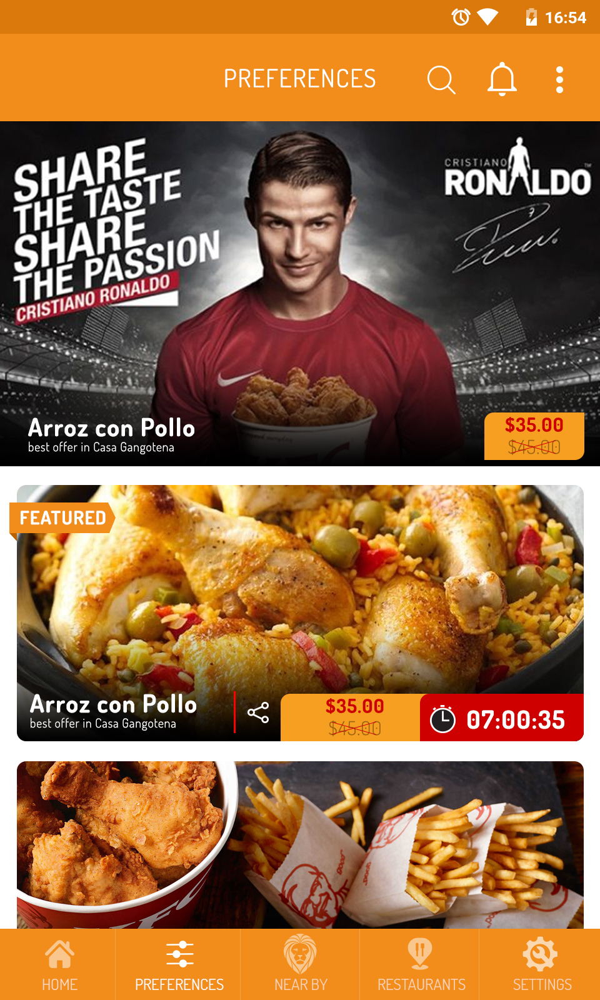 16:54
PREFERENCES
SHARE
THE TASTE
SHARE
THE PASSION
CRISTIANO RONALDO
CRISTIANO
RONALDO
TM
7
Arroz con Pollo
best offer in Casa Gangotena
$35.00
$45.00
FEATURED
Arroz con Pollo
best offer in Casa Gangotena
$35.00
$45.00
07:00:35
HOME
PREFERENCES
NEAR BY
RESTAURANTS
SETTINGS